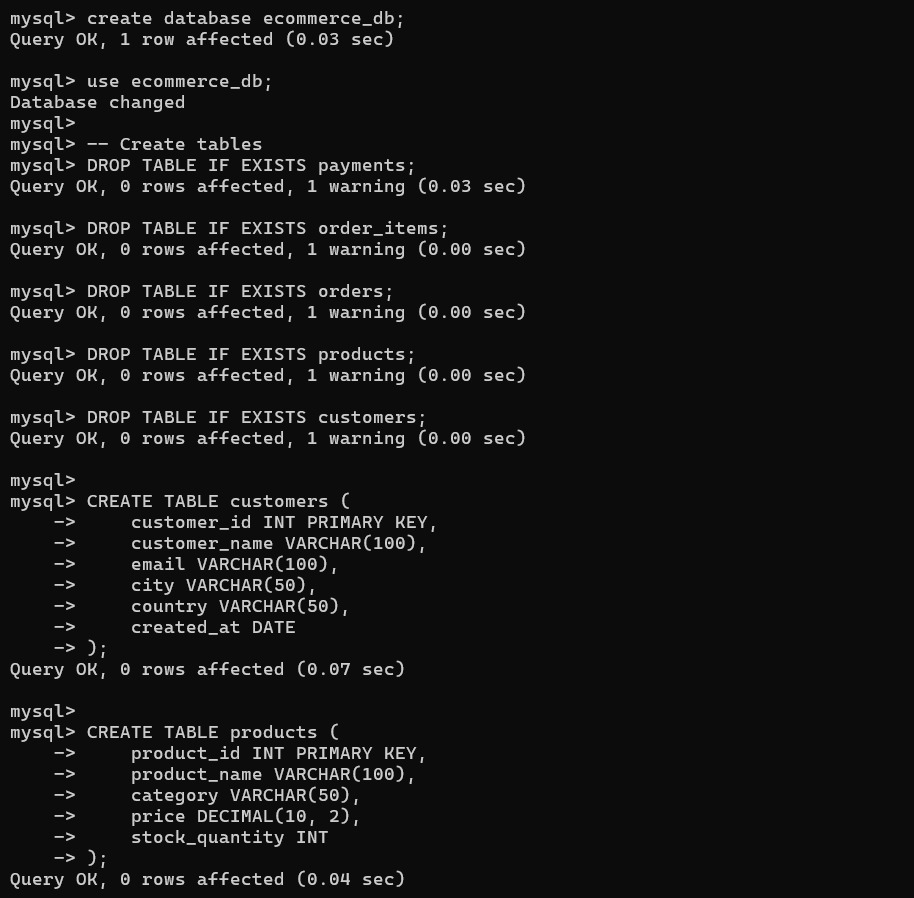 mysql> create database ecommerce_db;
Query OK, 1 row affected (0.03 sec)

mysql> use ecommerce_db;
Database changed
mysql>
mysql> -- Create tables
mysql> DROP TABLE IF EXISTS payments;
Query OK, 0 rows affected, 1 warning (0.03 sec)

mysql> DROP TABLE IF EXISTS order_items;
Query OK, 0 rows affected, 1 warning (0.00 sec)

mysql> DROP TABLE IF EXISTS orders;
Query OK, 0 rows affected, 1 warning (0.00 sec)

mysql> DROP TABLE IF EXISTS products;
Query OK, 0 rows affected, 1 warning (0.00 sec)

mysql> DROP TABLE IF EXISTS customers;
Query OK, 0 rows affected, 1 warning (0.00 sec)

mysql>
mysql> CREATE TABLE customers (
    ->     customer_id INT PRIMARY KEY,
    ->     customer_name VARCHAR(100),
    ->     email VARCHAR(100),
    ->     city VARCHAR(50),
    ->     country VARCHAR(50),
    ->     created_at DATE
    -> );
Query OK, 0 rows affected (0.07 sec)

mysql>
mysql> CREATE TABLE products (
    ->     product_id INT PRIMARY KEY,
    ->     product_name VARCHAR(100),
    ->     category VARCHAR(50),
    ->     price DECIMAL(10, 2),
    ->     stock_quantity INT
    -> );
Query OK, 0 rows affected (0.04 sec)